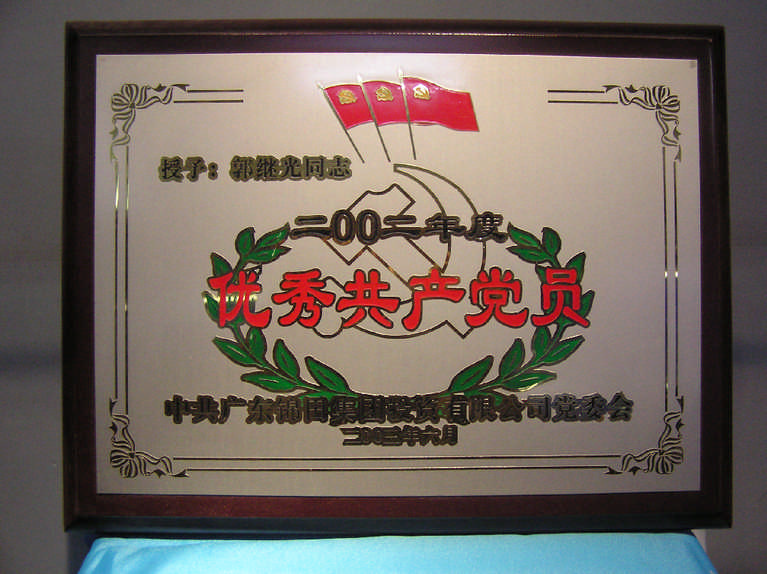 授予：郭继光同志
二00二年度
优秀共产党员
中共广东锦田集团投资有限公司党委会
二00三年六月